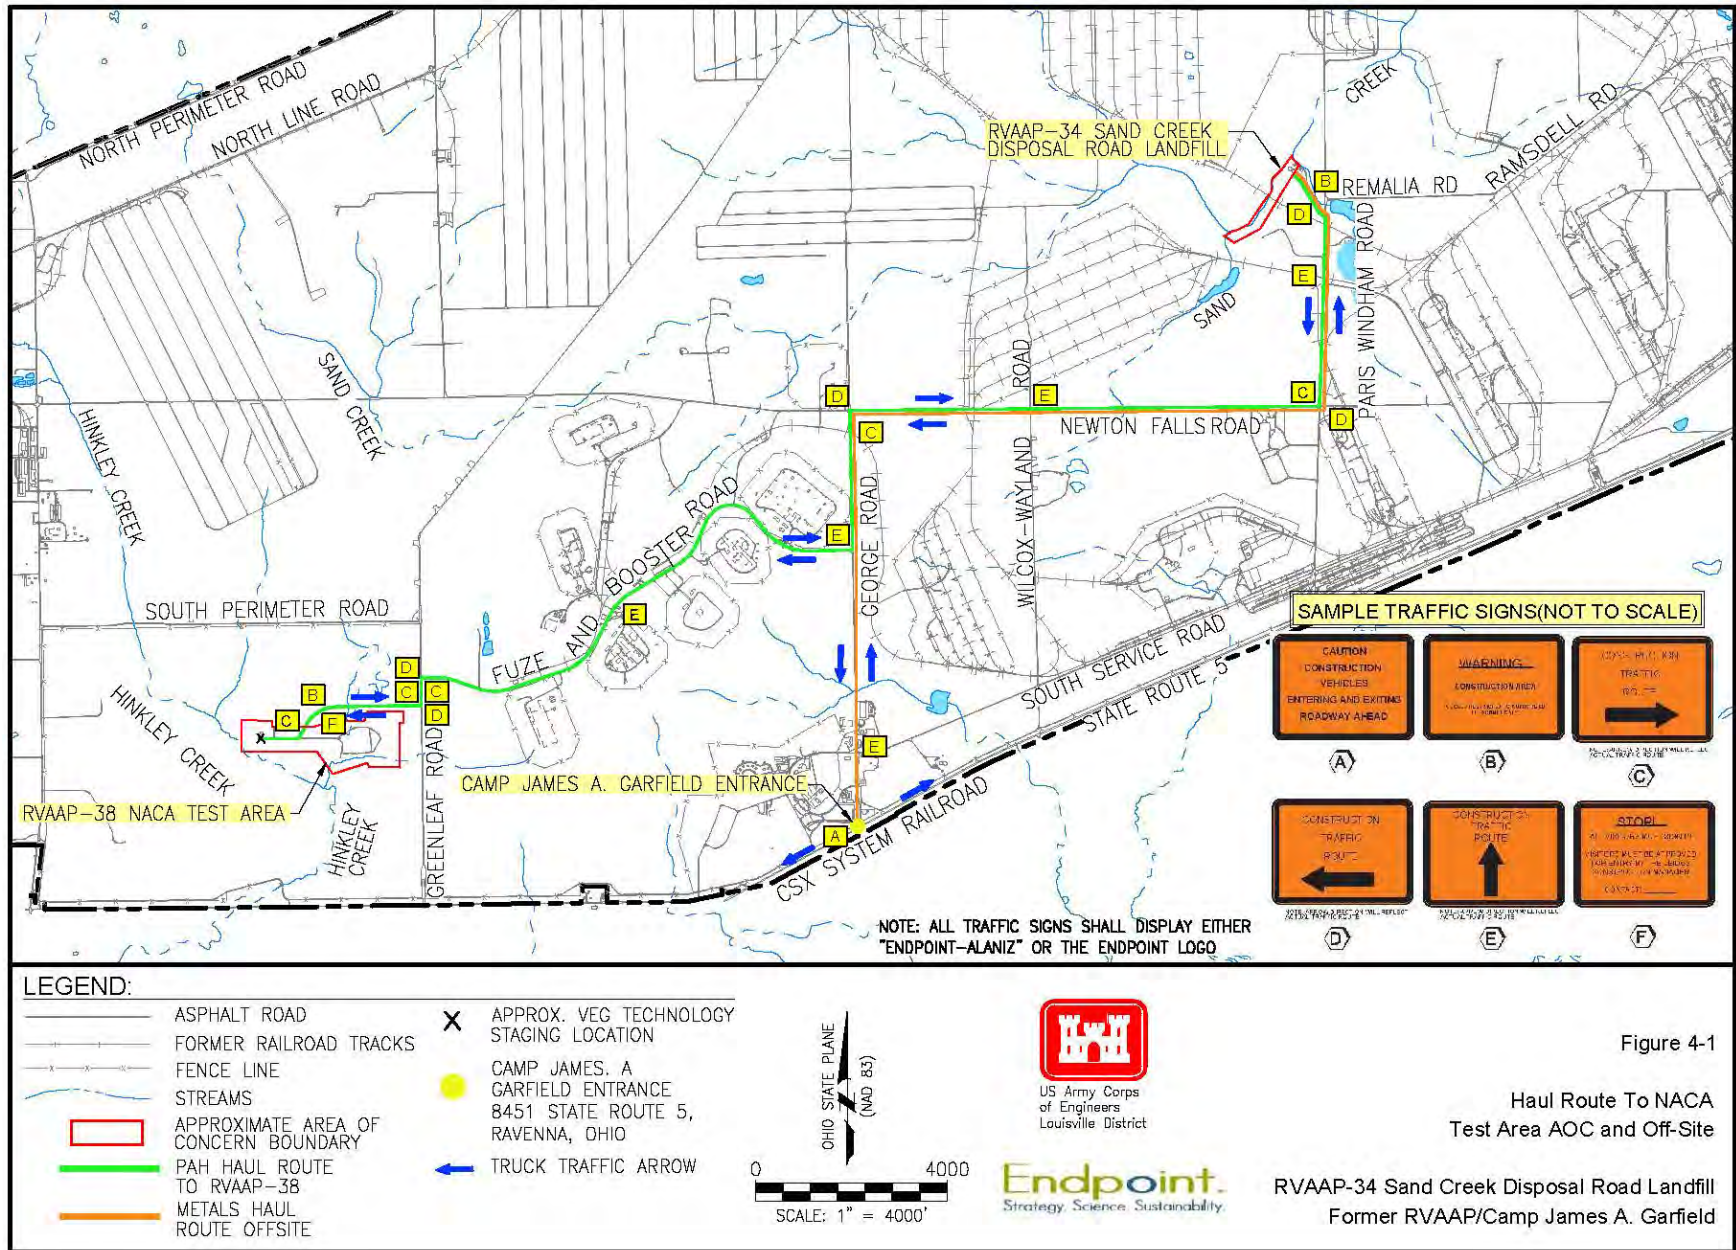 NORTH PERIMETER ROAD
NORTH LINE ROAD
CREEK
RAMSDELL RD
RVAAP-34 SAND CREEK
DISPOSAL ROAD LANDFILL
B
REMALIA RD
D
E
PARIS WINDHAM ROAD
SAND
SAND CREEK
HINKLEY CREEK
D
E
C
C
D
NEWTON FALLS ROAD
WILCOX-WAYLAND ROAD
GEORGE ROAD
E
FUZE AND BOOSTER ROAD
E
SOUTH PERIMETER ROAD
D
C
C
D
B
C
F
HINKLEY CREEK
RVAAP-38 NACA TEST AREA
HINKLEY
CREEK
GREENLEAF ROAD
CAMP JAMES A. GARFIELD ENTRANCE
E
A
SOUTH SERVICE ROAD
STATE ROUTE 5
CSX SYSTEM RAILROAD
SAMPLE TRAFFIC SIGNS(NOT TO SCALE)
CAUTION
CONSTRUCTION
VEHICLES
ENTERING AND EXITING
ROADWAY AHEAD
A
WARNING
CONSTRUCTION AREA
B
CONSTRUCTION
TRAFFIC
ROUTE
C
CONSTRUCTION
TRAFFIC
ROUTE
D
CONSTRUCTION
TRAFFIC
ROUTE
E
STOP!
F
NOTE: ALL TRAFFIC SIGNS SHALL DISPLAY EITHER
"ENDPOINT-ALANIZ" OR THE ENDPOINT LOGO
LEGEND:
ASPHALT ROAD
FORMER RAILROAD TRACKS
FENCE LINE
STREAMS
APPROXIMATE AREA OF
CONCERN BOUNDARY
PAH HAUL ROUTE
TO RVAAP-38
METALS HAUL
ROUTE OFFSITE
X
APPROX. VEG TECHNOLOGY
STAGING LOCATION
CAMP JAMES. A
GARFIELD ENTRANCE
8451 STATE ROUTE 5,
RAVENNA, OHIO
TRUCK TRAFFIC ARROW
OHIO STATE PLANE
(NAD 83)
0 4000
SCALE: 1" = 4000'
US Army Corps
of Engineers
Louisville District
Endpoint.
Strategy. Science. Sustainability.
Figure 4-1
Haul Route To NACA
Test Area AOC and Off-Site
RVAAP-34 Sand Creek Disposal Road Landfill
Former RVAAP/Camp James A. Garfield